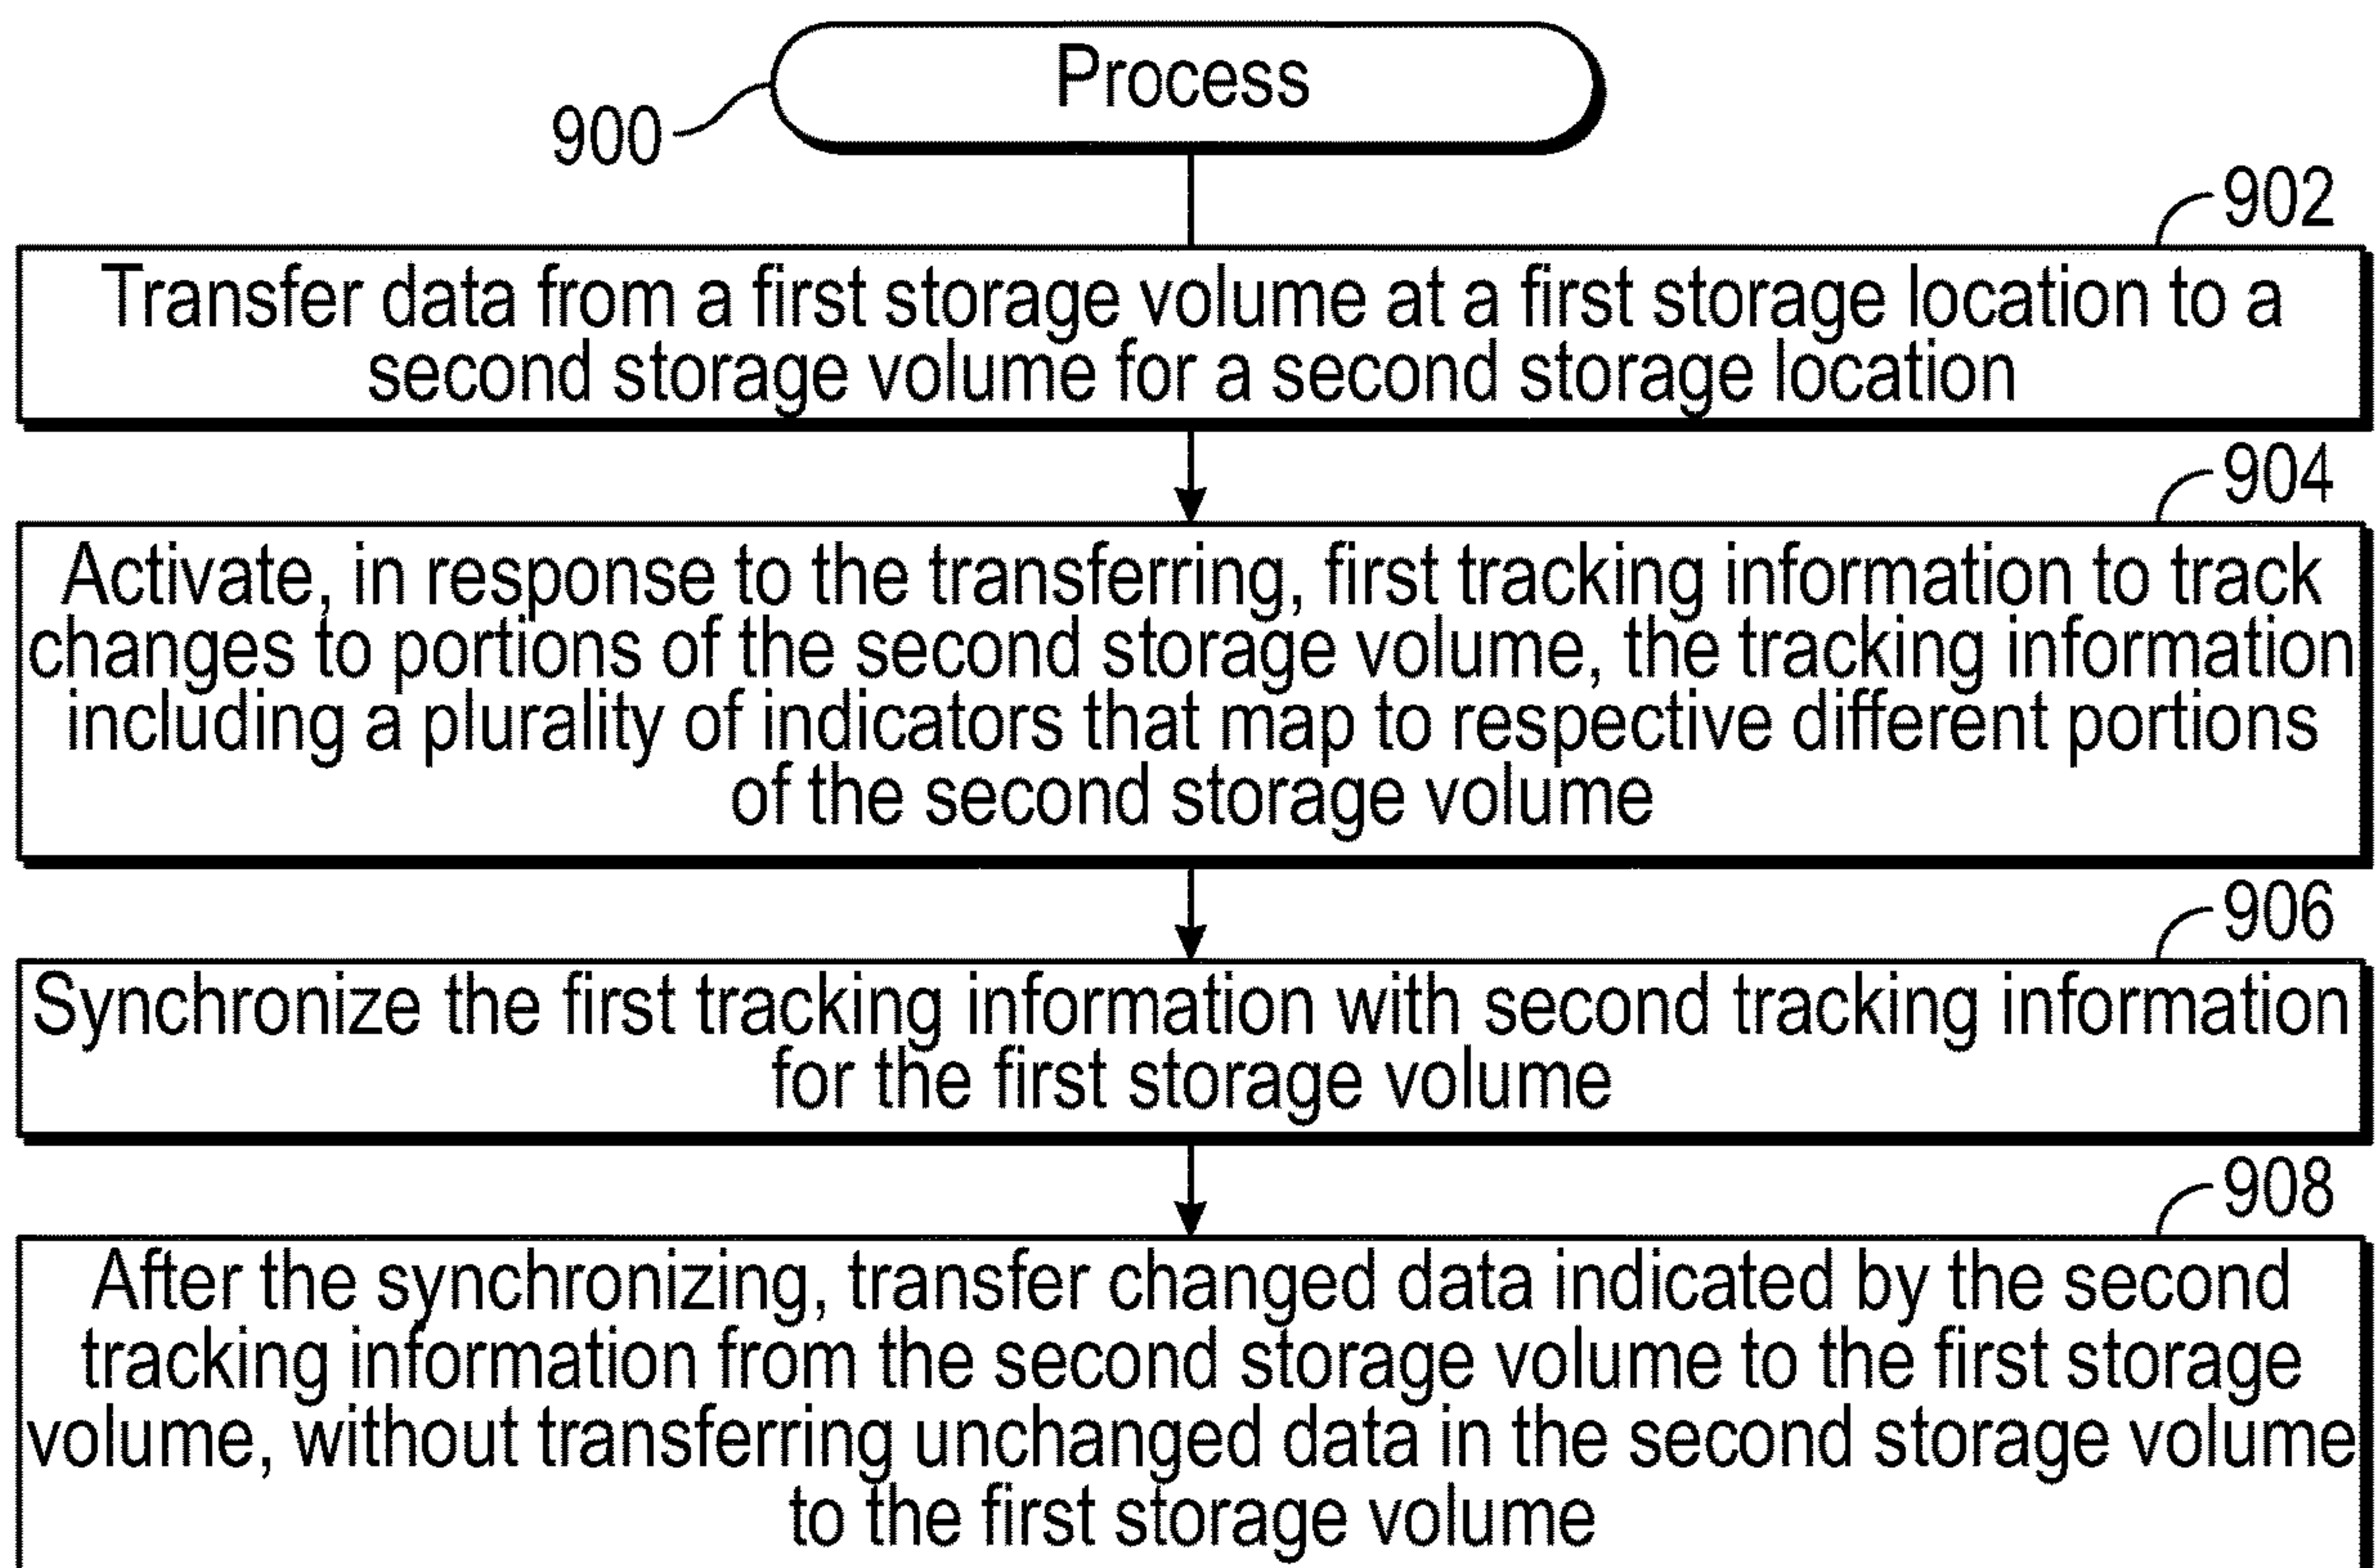 Process
900
902
Transfer data from a first storage volume at a first storage location to a
second storage volume for a second storage location
904
Activate, in response to the transferring, first tracking information to track
changes to portions of the second storage volume, the tracking information
including a plurality of indicators that map to respective different portions
of the second storage volume
906
Synchronize the first tracking information with second tracking information
for the first storage volume
908
After the synchronizing, transfer changed data indicated by the second
tracking information from the second storage volume to the first storage
volume, without transferring unchanged data in the second storage volume
to the first storage volume